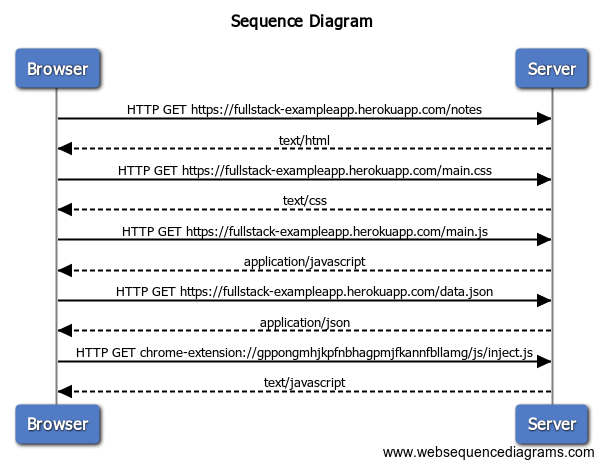 Sequence Diagram
Browser
Server
HTTP GET https://fullstack-exampleapp.herokuapp.com/notes
text/html
HTTP GET https://fullstack-exampleapp.herokuapp.com/main.css
text/css
HTTP GET https://fullstack-exampleapp.herokuapp.com/main.js
application/javascript
HTTP GET https://fullstack-exampleapp.herokuapp.com/data.json
application/json
HTTP GET chrome-extension://gppongmhjkpfnbhagpmjfkannfbllamg/js/inject.js
text/javascript
Browser
Server
www.websequencediagrams.com